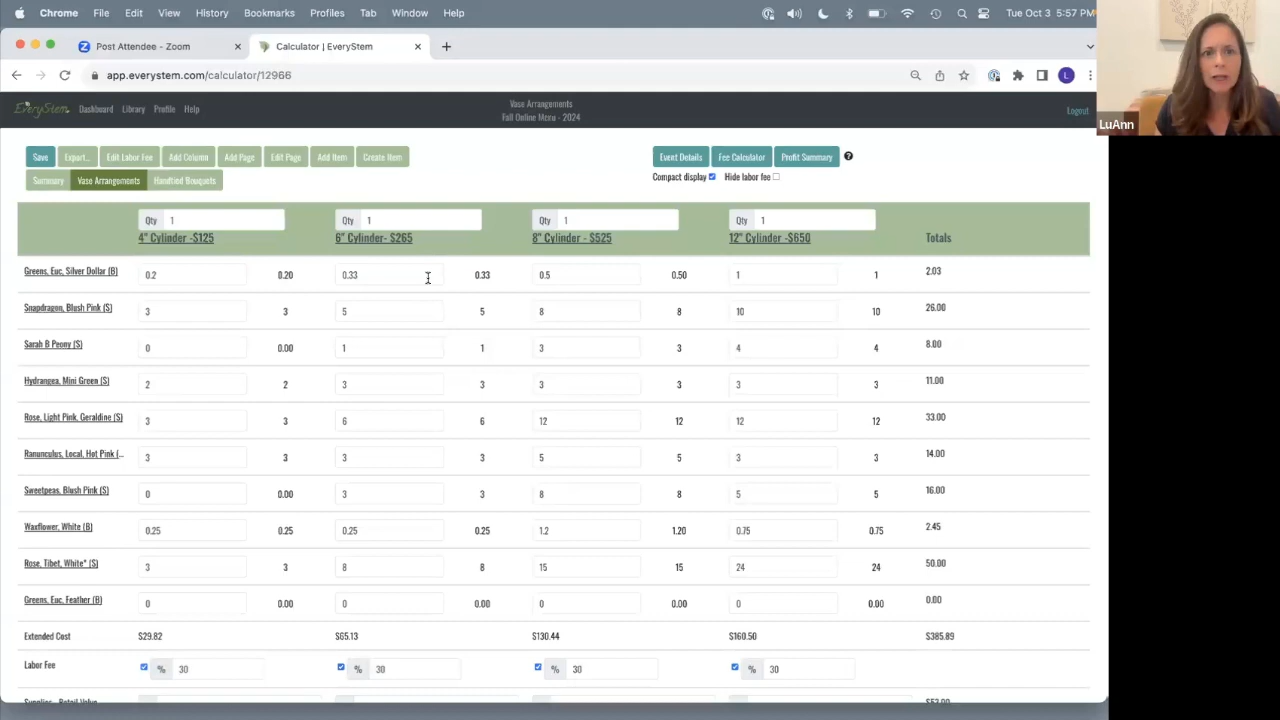 Chrome File Edit View History Bookmarks Profiles Tab Window Help Tue Oct 3 5:57 PM
Post Attendee - Zoom Calculator | EveryStem
app.everystem.com/calculator/12966 L
LuAnn
EveryStem Dashboard Library Profile Help Vase Arrangements Logout
Fall Online Menu - 2024
Save Export... Edit Labor Fee Add Column Add Page Edit Page Add Item Create Item Event Details Fee Calculator Profit Summary ?
Summary Vase Arrangements Handtied Bouquets Compact display Hide labor fee
Qty 1 Qty 1 Qty 1 Qty 1
4" Cylinder -$125 6" Cylinder- $265 8" Cylinder - $525 12" Cylinder -$650 Totals
Greens, Euc, Silver Dollar (B) 0.2 0.20 0.33 0.33 0.5 0.50 1 1 2.03
Snapdragon, Blush Pink (S) 3 3 5 5 8 8 10 10 26.00
Sarah B Peony (S) 0 0.00 1 1 3 3 4 4 8.00
Hydrangea, Mini Green (S) 2 2 3 3 3 3 3 3 11.00
Rose, Light Pink, Geraldine (S) 3 3 6 6 12 12 12 12 33.00
Ranunculus, Local, Hot Pink (... 3 3 3 3 5 5 3 3 14.00
Sweetpeas, Blush Pink (S) 0 0.00 3 3 8 8 5 5 16.00
Waxflower, White (B) 0.25 0.25 0.25 0.25 1.2 1.20 0.75 0.75 2.45
Rose, Tibet, White* (S) 3 3 8 8 15 15 24 24 50.00
Greens, Euc, Feather (B) 0 0.00 0 0.00 0 0.00 0 0.00 0.00
Extended Cost $29.82 $65.13 $130.44 $160.50 $385.89
Labor Fee % 30 % 30 % 30 % 30
Supplies - Retail Value $53.00